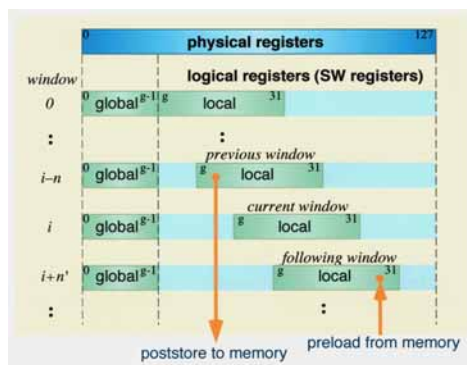 0 physical registers 127
window
logical registers (SW registers)
0 0 global g-1 g local 31
: :
previous window
i–n 0 global g-1 g local 31
current window
i 0 global g-1 g local 31
following window
i+n' 0 global g-1 g local 31
: :
poststore to memory
preload from memory